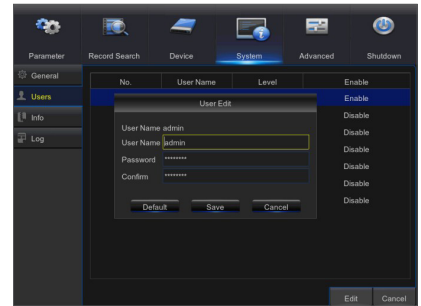 Parameter Record Search Device System Advanced Shutdown
General
Users
Info
Log
No. User Name Level Enable
Enable
Disable
Disable
Disable
Disable
Disable
Disable
User Edit
User Name admin
User Name admin
Password ********
Confirm ********
Default Save Cancel
Edit Cancel